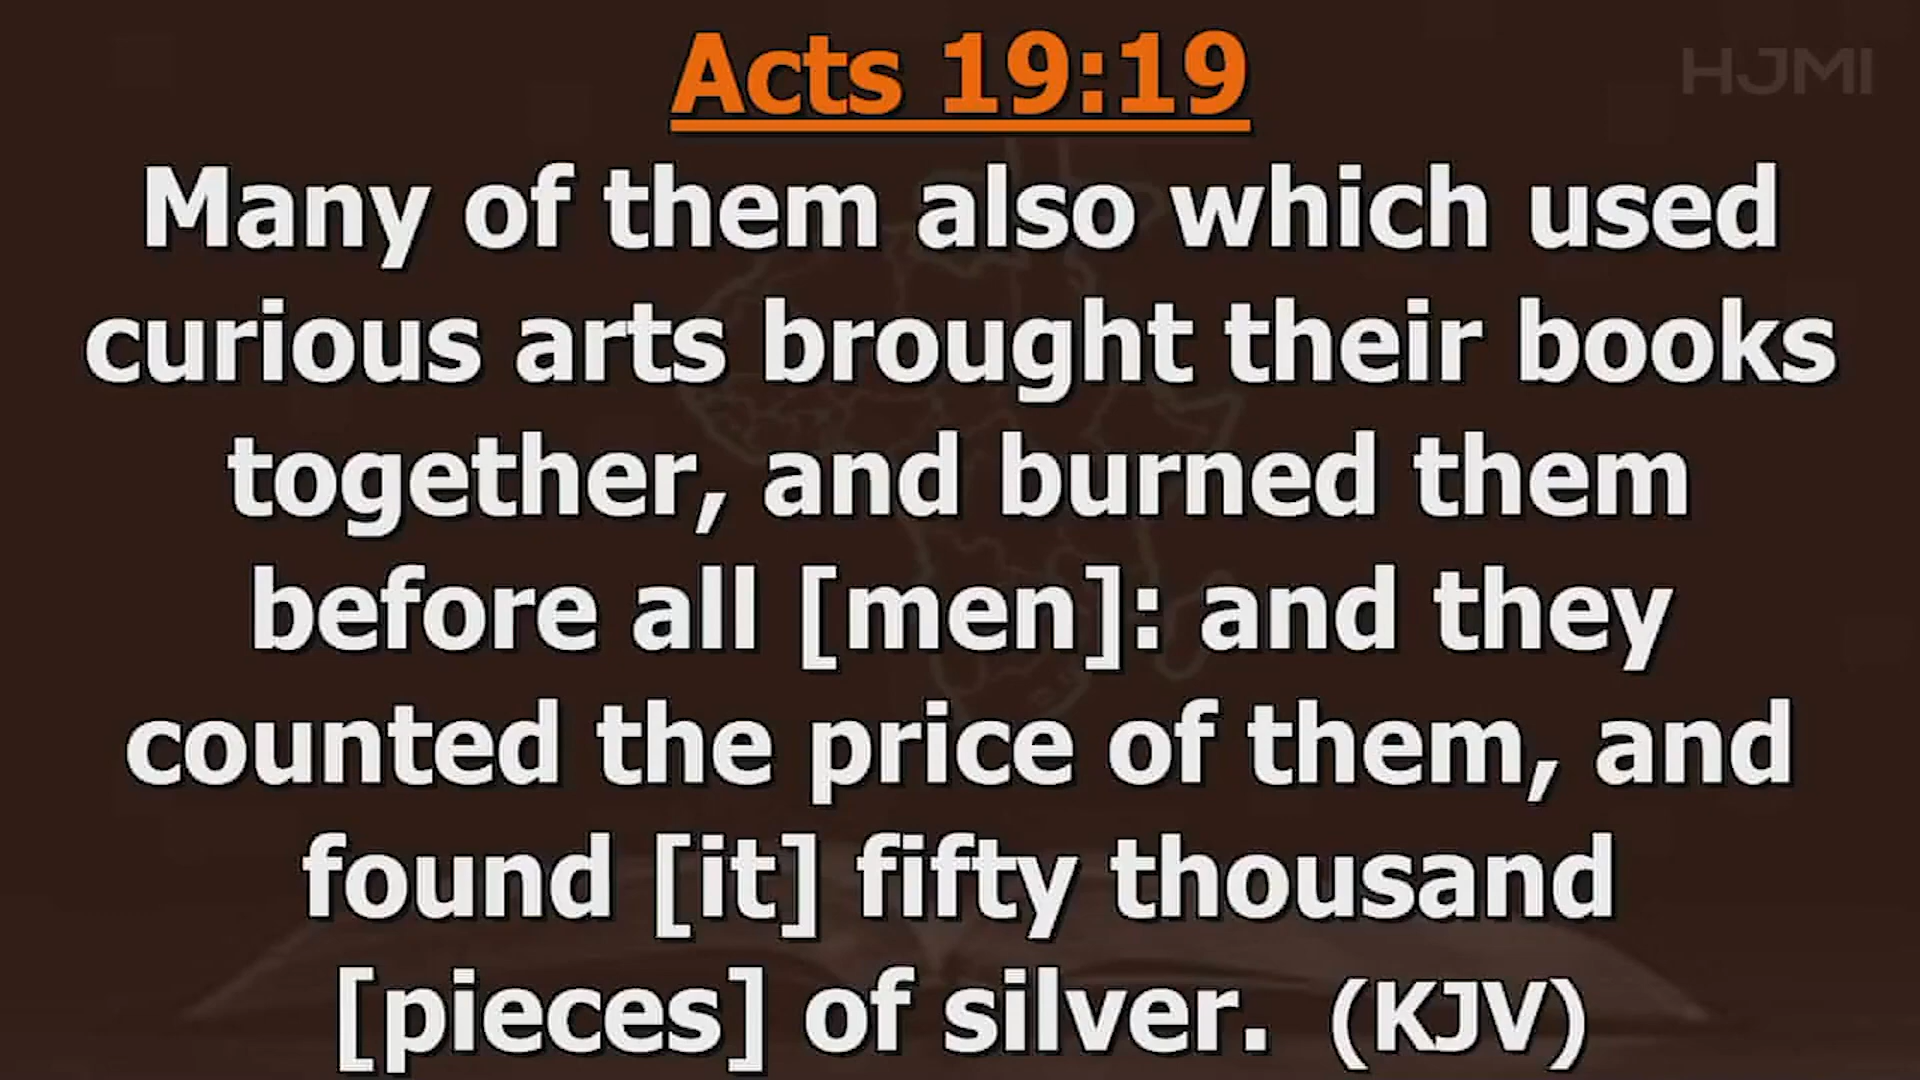 Acts 19:19
HJMI
Many of them also which used
curious arts brought their books
together, and burned them
before all [men]: and they
counted the price of them, and
found [it] fifty thousand
[pieces] of silver. (KJV)